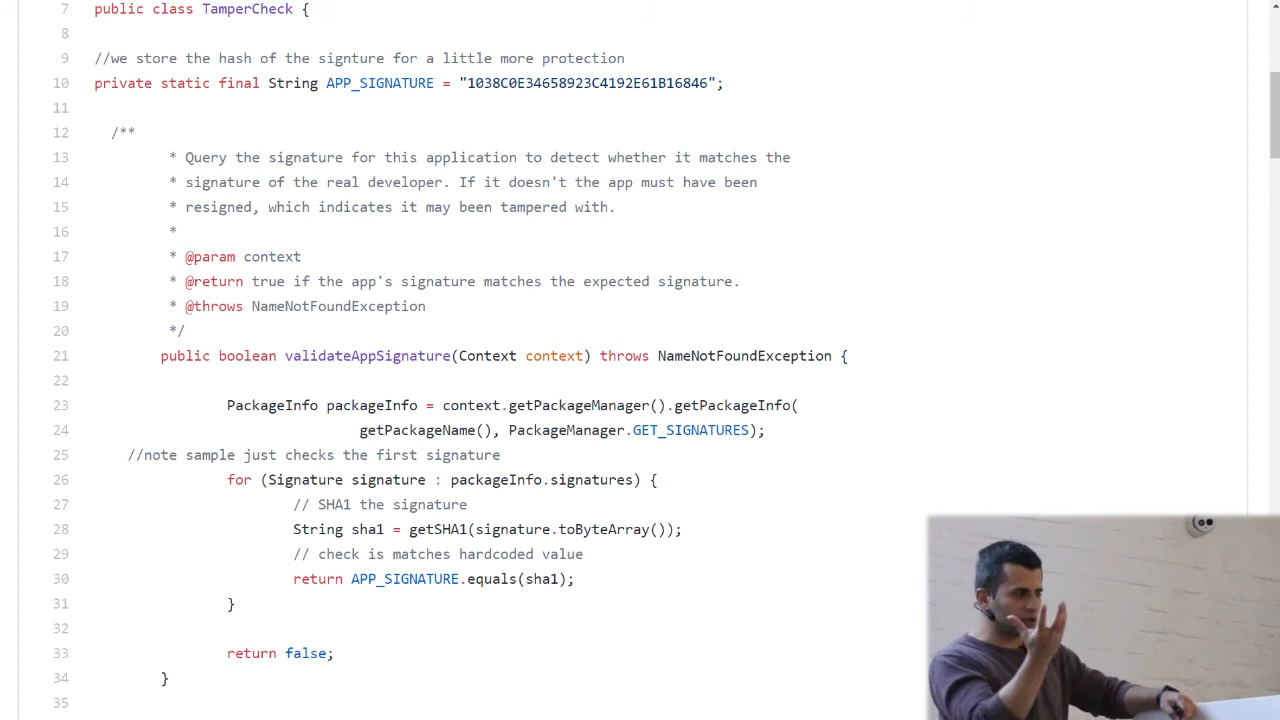 7 public class TamperCheck {
8
9 //we store the hash of the signture for a little more protection
10 private static final String APP_SIGNATURE = "1038C0E34658923C4192E61B16846";
11
12 /**
13 * Query the signature for this application to detect whether it matches the
14 * signature of the real developer. If it doesn't the app must have been
15 * resigned, which indicates it may been tampered with.
16 *
17 * @param context
18 * @return true if the app's signature matches the expected signature.
19 * @throws NameNotFoundException
20 */
21 public boolean validateAppSignature(Context context) throws NameNotFoundException {
22
23 PackageInfo packageInfo = context.getPackageManager().getPackageInfo(
24 getPackageName(), PackageManager.GET_SIGNATURES);
25 //note sample just checks the first signature
26 for (Signature signature : packageInfo.signatures) {
27 // SHA1 the signature
28 String sha1 = getSHA1(signature.toByteArray());
29 // check is matches hardcoded value
30 return APP_SIGNATURE.equals(sha1);
31 }
32
33 return false;
34 }
35